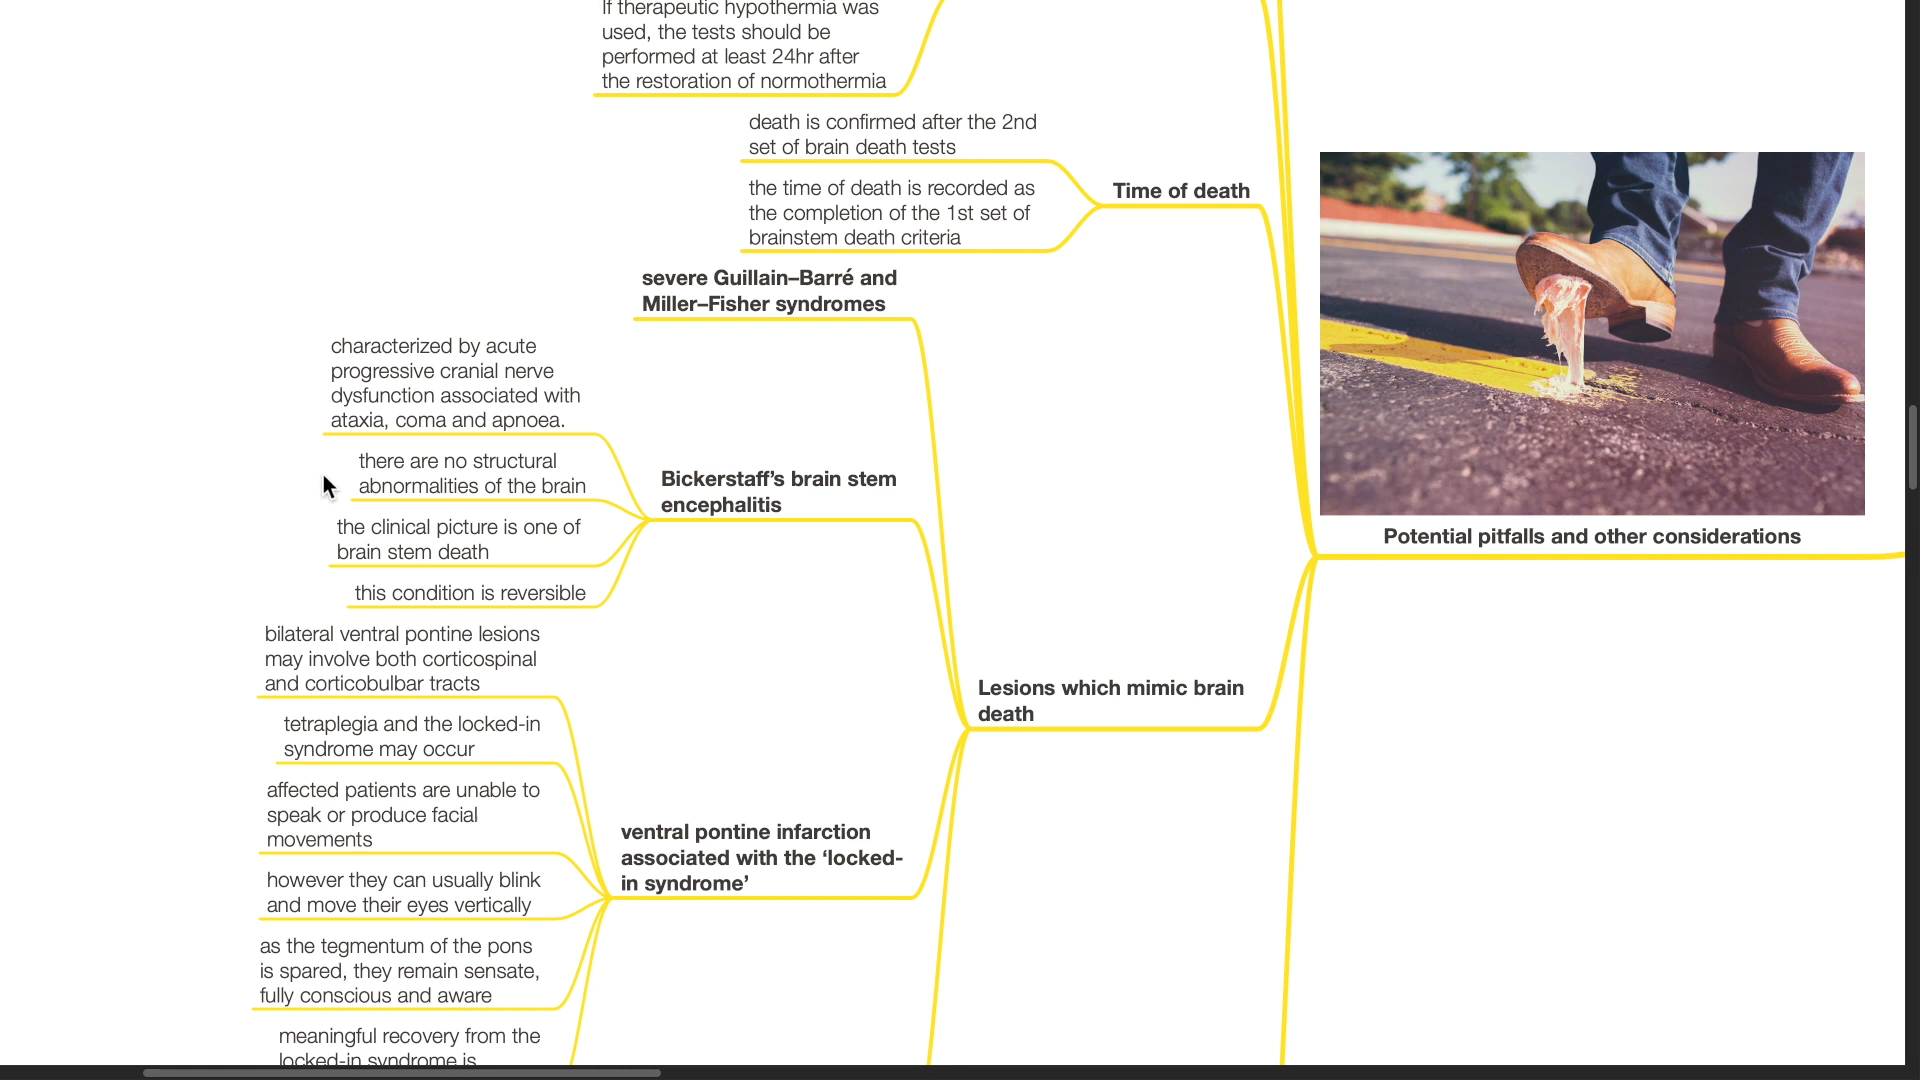 If therapeutic hypothermia was
used, the tests should be
performed at least 24hr after
the restoration of normothermia
death is confirmed after the 2nd
set of brain death tests
the time of death is recorded as
the completion of the 1st set of
brainstem death criteria
Time of death
severe Guillain–Barré and
Miller–Fisher syndromes
characterized by acute
progressive cranial nerve
dysfunction associated with
ataxia, coma and apnoea.
there are no structural
abnormalities of the brain
the clinical picture is one of
brain stem death
this condition is reversible
Bickerstaff’s brain stem
encephalitis
Potential pitfalls and other considerations
bilateral ventral pontine lesions
may involve both corticospinal
and corticobulbar tracts
tetraplegia and the locked-in
syndrome may occur
affected patients are unable to
speak or produce facial
movements
however they can usually blink
and move their eyes vertically
as the tegmentum of the pons
is spared, they remain sensate,
fully conscious and aware
meaningful recovery from the
locked-in syndrome is
ventral pontine infarction
associated with the ‘locked-
in syndrome’
Lesions which mimic brain
death